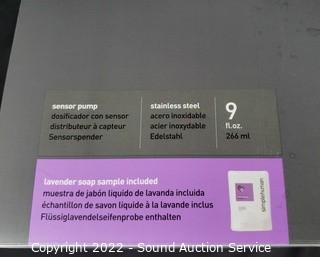 sensor pump
dosificador con sensor
distributeur à capteur
Sensorspender
stainless steel
acero inoxidable
acier inoxydable
Edelstahl
9
fl.oz.
266 ml
lavender soap sample included
muestra de jabón líquido de lavanda incluida
échantillon de savon liquide à la lavande inclus
Flüssiglavendelseifenprobe enthalten
simplehuman
Copyright 2022 - Sound Auction Service